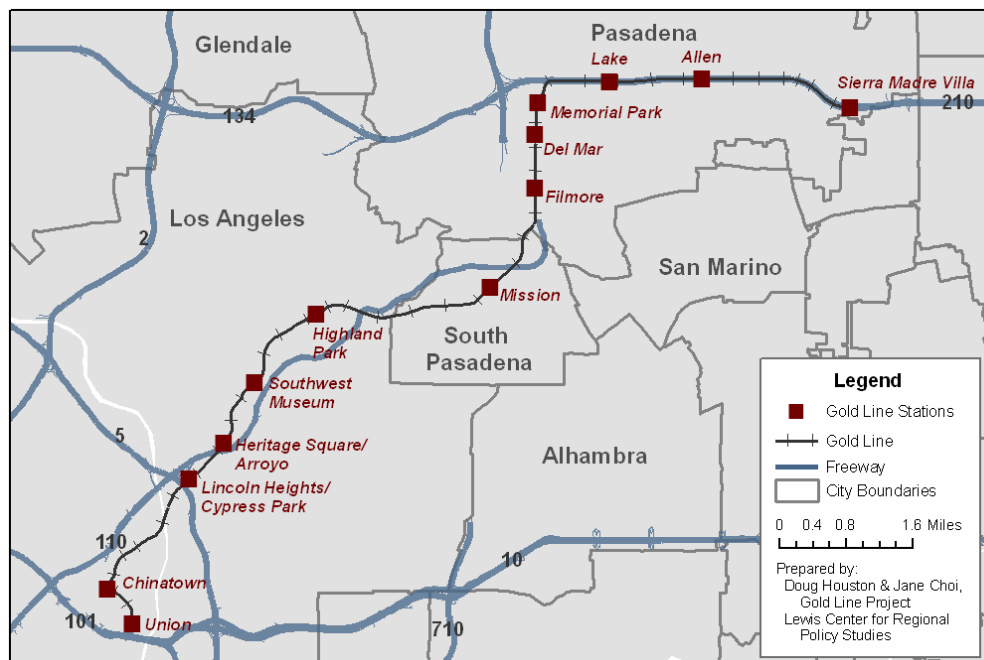 Glendale
Pasadena
Lake
Allen
Sierra Madre Villa
210
134
Memorial Park
Del Mar
Filmore
Los Angeles
2
San Marino
Mission
Highland
Park
South
Pasadena
Southwest
Museum
5
Heritage Square/
Arroyo
Lincoln Heights/
Cypress Park
Alhambra
110
10
Chinatown
101
Union
710
Legend
Gold Line Stations
Gold Line
Freeway
City Boundaries
0 0.4 0.8 1.6 Miles
Prepared by:
Doug Houston & Jane Choi,
Gold Line Project
Lewis Center for Regional
Policy Studies